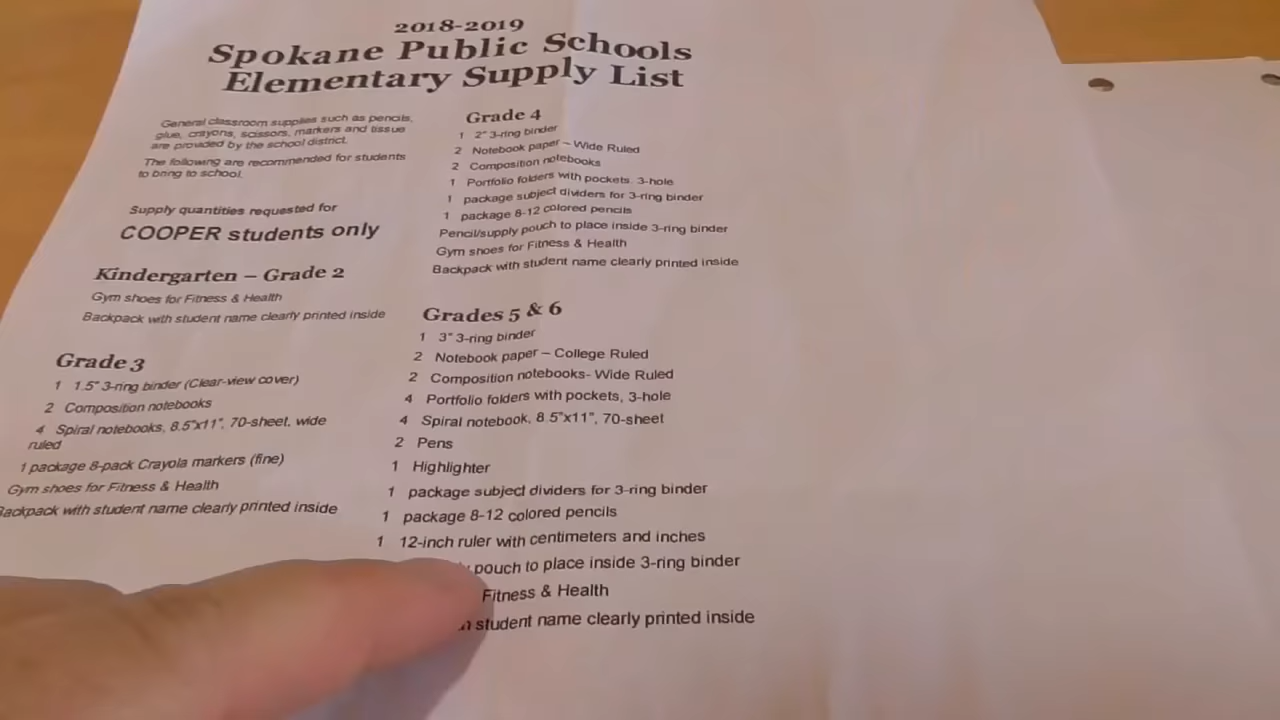 2018-2019
Spokane Public Schools
Elementary Supply List
General classroom supplies such as pencils,
glue, crayons, scissors, markers and tissue
are provided by the school district.
The following are recommended for students
to bring to school.
Supply quantities requested for
COOPER students only
Kindergarten – Grade 2
Gym shoes for Fitness & Health
Backpack with student name clearly printed inside
Grade 3
1 1.5" 3-ring binder (Clear-view cover)
2 Composition notebooks
4 Spiral notebooks, 8.5"x11", 70-sheet, wide
ruled
1 package 8-pack Crayola markers (fine)
Gym shoes for Fitness & Health
Backpack with student name clearly printed inside
Grade 4
1 2" 3-ring binder
2 Notebook paper – Wide Ruled
2 Composition notebooks
1 Portfolio folders with pockets, 3-hole
1 package subject dividers for 3-ring binder
1 package 8-12 colored pencils
Pencil/supply pouch to place inside 3-ring binder
Gym shoes for Fitness & Health
Backpack with student name clearly printed inside
Grades 5 & 6
1 3" 3-ring binder
2 Notebook paper – College Ruled
2 Composition notebooks- Wide Ruled
4 Portfolio folders with pockets, 3-hole
4 Spiral notebook, 8.5"x11", 70-sheet
2 Pens
1 Highlighter
1 package subject dividers for 3-ring binder
1 package 8-12 colored pencils
1 12-inch ruler with centimeters and inches
pouch to place inside 3-ring binder
Fitness & Health
student name clearly printed inside